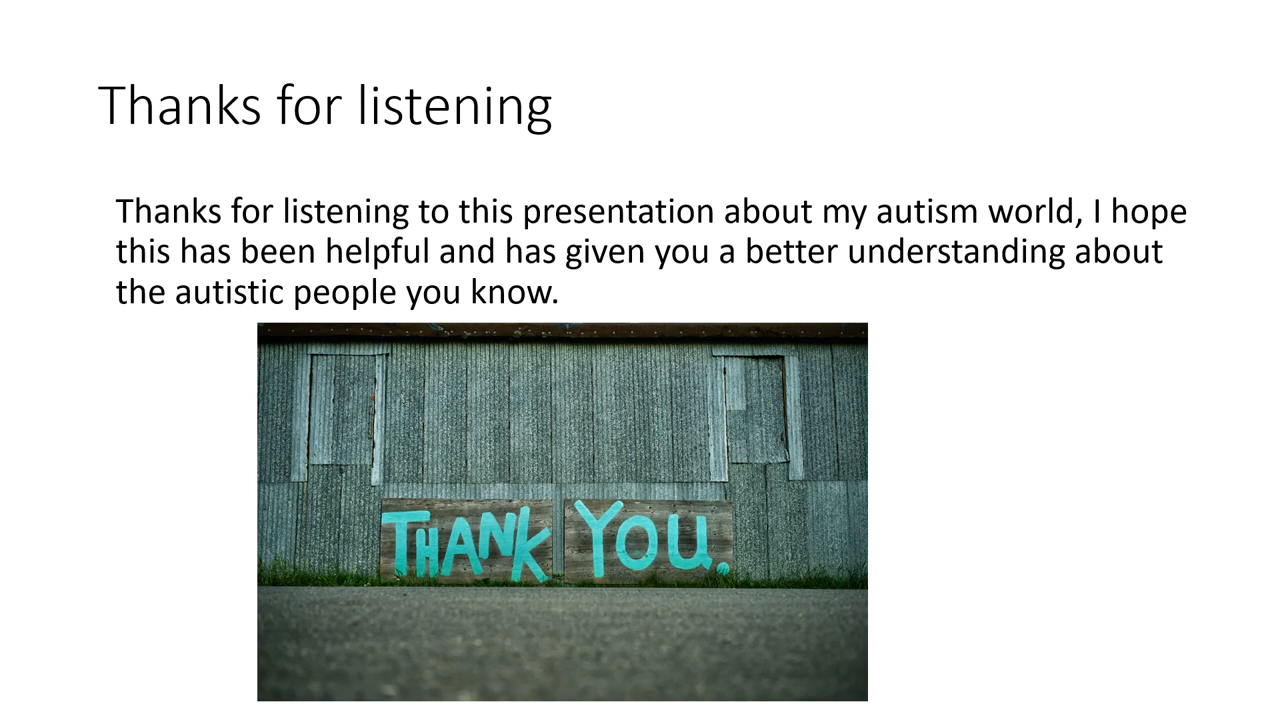 Thanks for listening
Thanks for listening to this presentation about my autism world, I hope
this has been helpful and has given you a better understanding about
the autistic people you know.
THANK YOU.